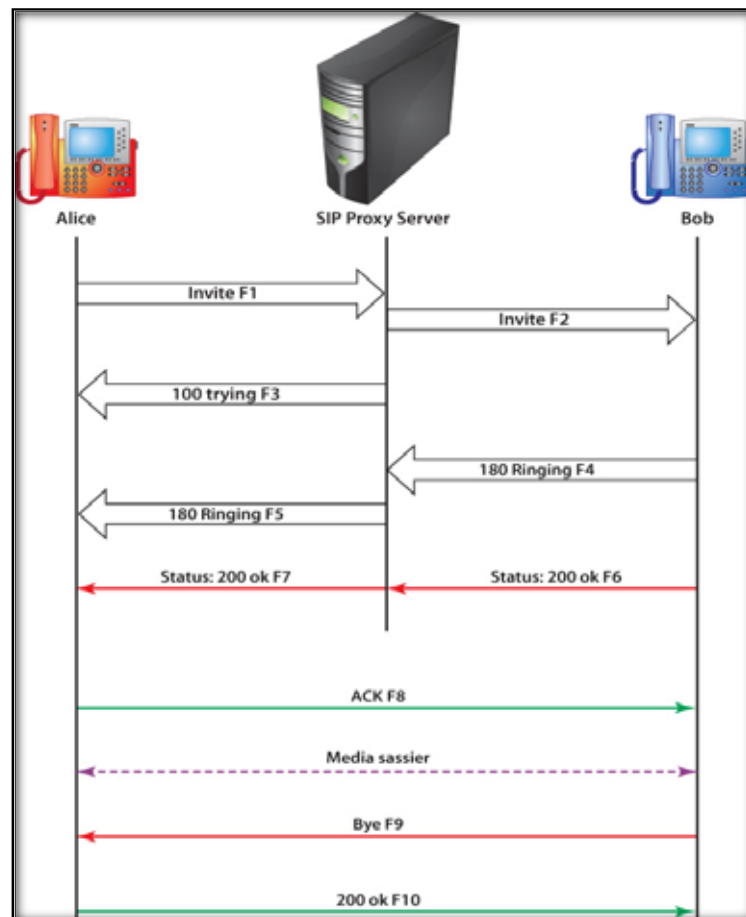 Alice
SIP Proxy Server
Bob
Invite F1
Invite F2
100 trying F3
180 Ringing F4
180 Ringing F5
Status: 200 ok F7
Status: 200 ok F6
ACK F8
Media sassier
Bye F9
200 ok F10